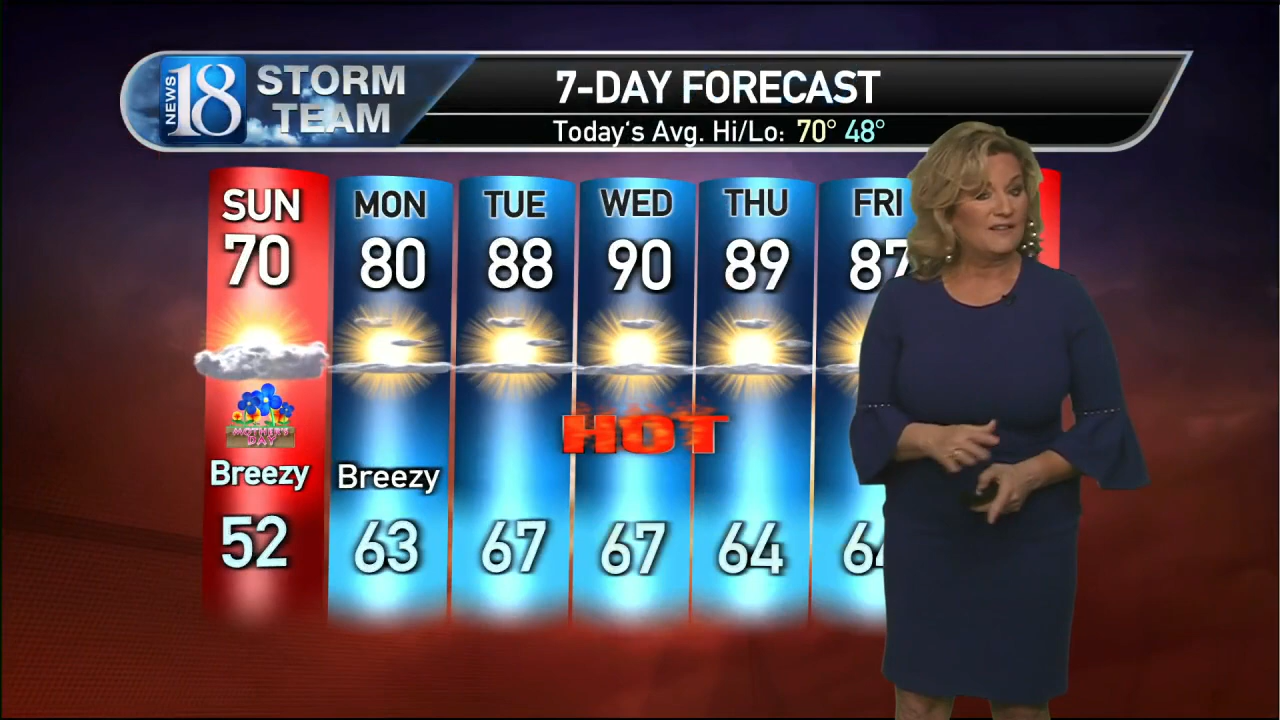 NEWS 18
STORM
TEAM
7-DAY FORECAST
Today's Avg. Hi/Lo: 70° 48°
SUN MON TUE WED THU FRI
70 80 88 90 89 87
MOTHER'S
DAY
HOT
Breezy Breezy
52 63 67 67 64